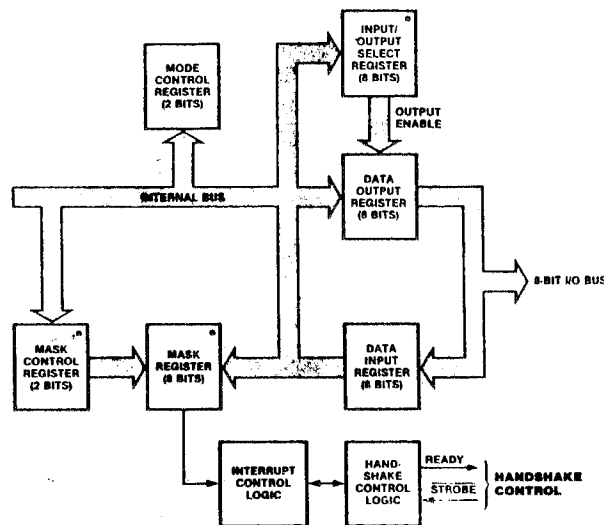 INPUT/
OUTPUT
SELECT
REGISTER
(8 BITS)
MODE
CONTROL
REGISTER
(2 BITS)
OUTPUT
ENABLE
INTERNAL BUS
DATA
OUTPUT
REGISTER
(8 BITS)
8-BIT I/O BUS
MASK
CONTROL
REGISTER
(2 BITS)
MASK
REGISTER
(8 BITS)
DATA
INPUT
REGISTER
(8 BITS)
INTERRUPT
CONTROL
LOGIC
HAND-
SHAKE
CONTROL
LOGIC
READY
STROBE
HANDSHAKE
CONTROL